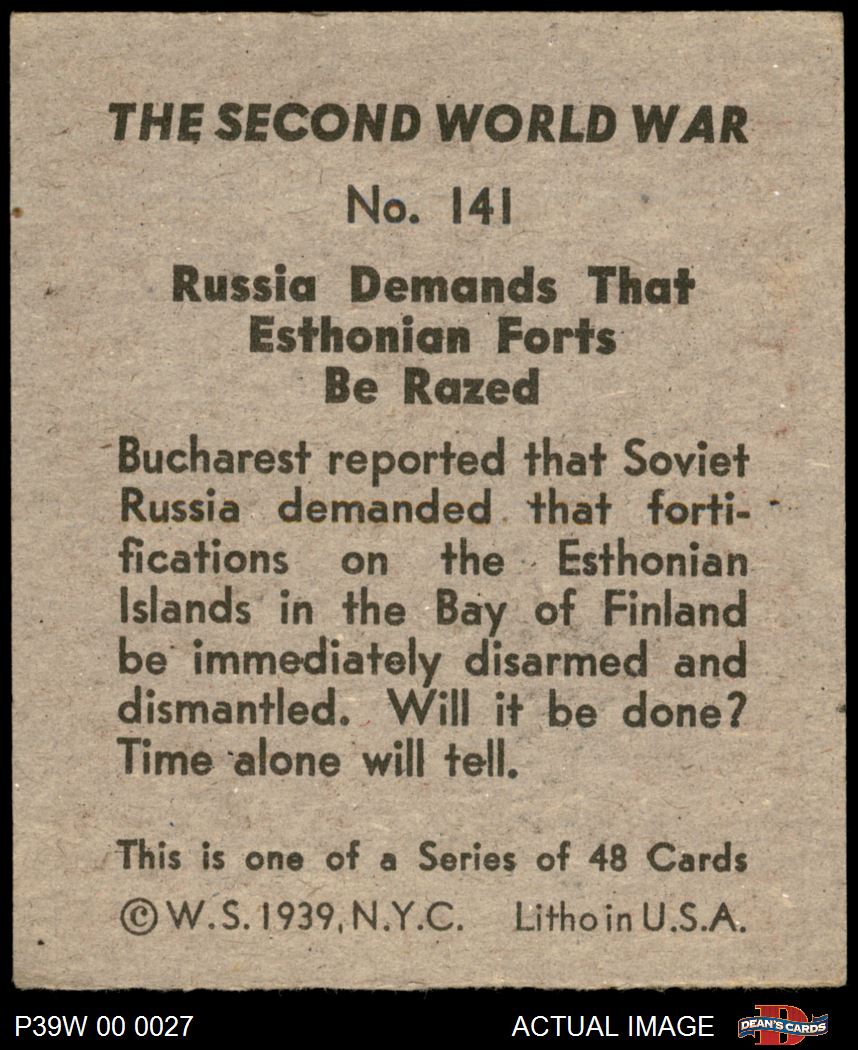 THE SECOND WORLD WAR
No. 141
Russia Demands That
Esthonian Forts
Be Razed
Bucharest reported that Soviet
Russia demanded that forti-
fications on the Esthonian
Islands in the Bay of Finland
be immediately disarmed and
dismantled. Will it be done?
Time alone will tell.
This is one of a Series of 48 Cards
© W. S. 1939, N.Y.C. Litho in U.S.A.
P39W 00 0027 ACTUAL IMAGE D DEAN'S CARDS